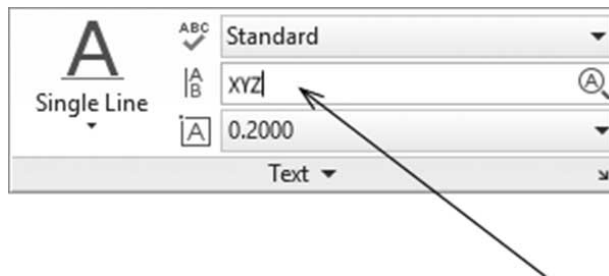 ABC
Standard
A
A
B
XYZ
A
Single Line
A
0.2000
Text